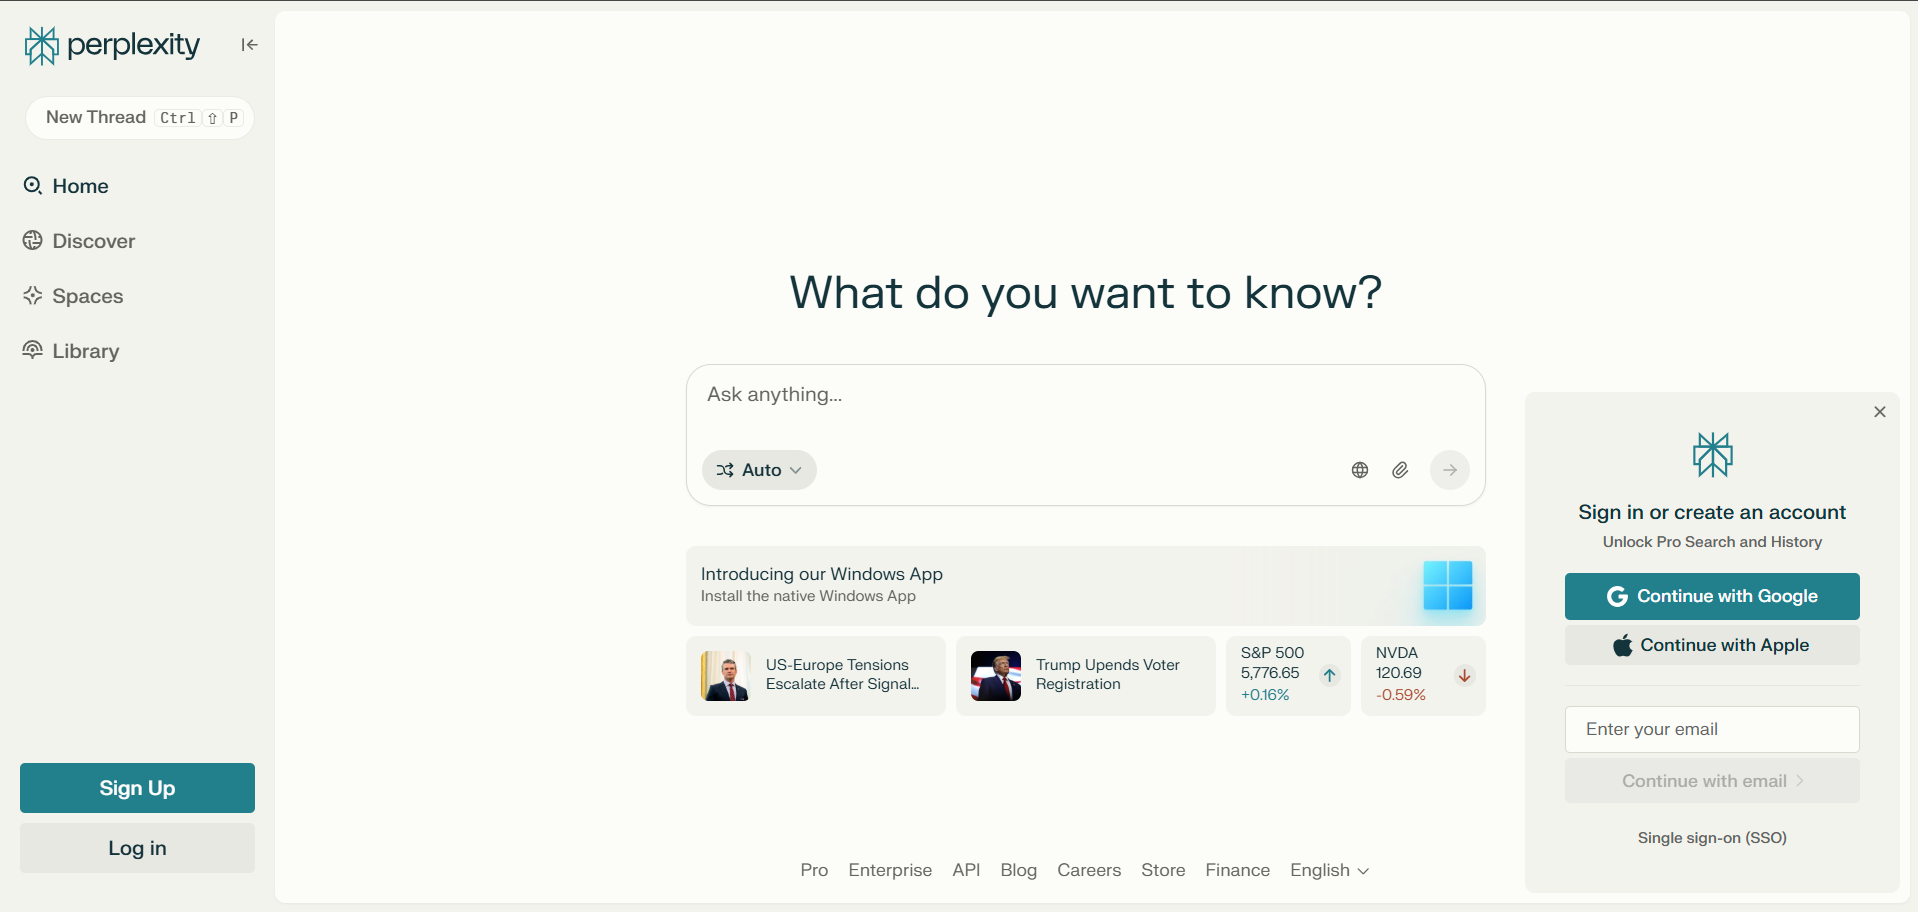 perplexity
New Thread Ctrl ⇧ P
Home
Discover
Spaces
Library
Sign Up
Log in
What do you want to know?
Ask anything...
Auto
Introducing our Windows App
Install the native Windows App
US-Europe Tensions
Escalate After Signal...
Trump Upends Voter
Registration
S&P 500
5,776.65
+0.16%
NVDA
120.69
-0.59%
Pro Enterprise API Blog Careers Store Finance English
Sign in or create an account
Unlock Pro Search and History
Continue with Google
Continue with Apple
Enter your email
Continue with email
Single sign-on (SSO)